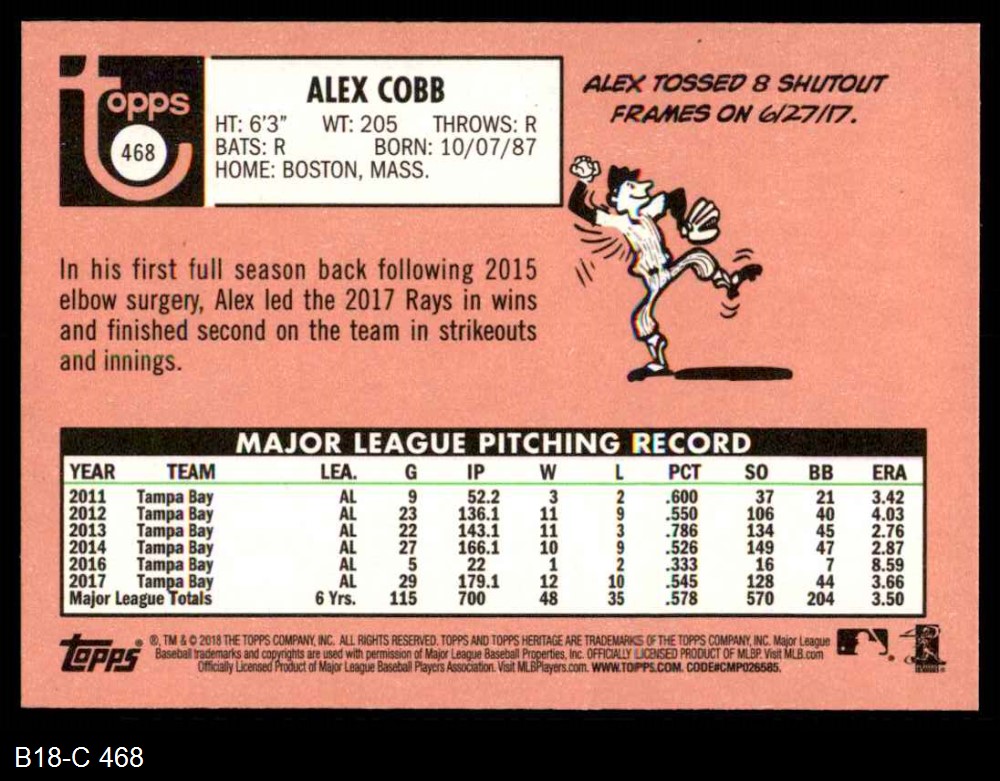 Topps
468
ALEX COBB
HT: 6'3" WT: 205 THROWS: R
BATS: R BORN: 10/07/87
HOME: BOSTON, MASS.
ALEX TOSSED 8 SHUTOUT
FRAMES ON 6/27/17.
In his first full season back following 2015
elbow surgery, Alex led the 2017 Rays in wins
and finished second on the team in strikeouts
and innings.
MAJOR LEAGUE PITCHING RECORD
YEAR TEAM LEA. G IP W L PCT SO BB ERA
2011 Tampa Bay AL 9 52.2 3 2 .600 37 21 3.42
2012 Tampa Bay AL 23 136.1 11 9 .550 106 40 4.03
2013 Tampa Bay AL 22 143.1 11 3 .786 134 45 2.76
2014 Tampa Bay AL 27 166.1 10 9 .526 149 47 2.87
2016 Tampa Bay AL 5 22 1 2 .333 16 7 8.59
2017 Tampa Bay AL 29 179.1 12 10 .545 128 44 3.66
Major League Totals 6 Yrs. 115 700 48 35 .578 570 204 3.50
Topps
®, TM & © 2018 THE TOPPS COMPANY, INC. ALL RIGHTS RESERVED. TOPPS AND TOPPS HERITAGE ARE TRADEMARKS OF THE TOPPS COMPANY, INC. Major League
Baseball trademarks and copyrights are used with permission of Major League Baseball Properties, Inc. OFFICIALLY LICENSED PRODUCT OF MLBP. Visit MLB.com
Officially Licensed Product of Major League Baseball Players Association. Visit MLBPlayers.com. WWW.TOPPS.COM. CODE#CMP026585.
B18-C 468